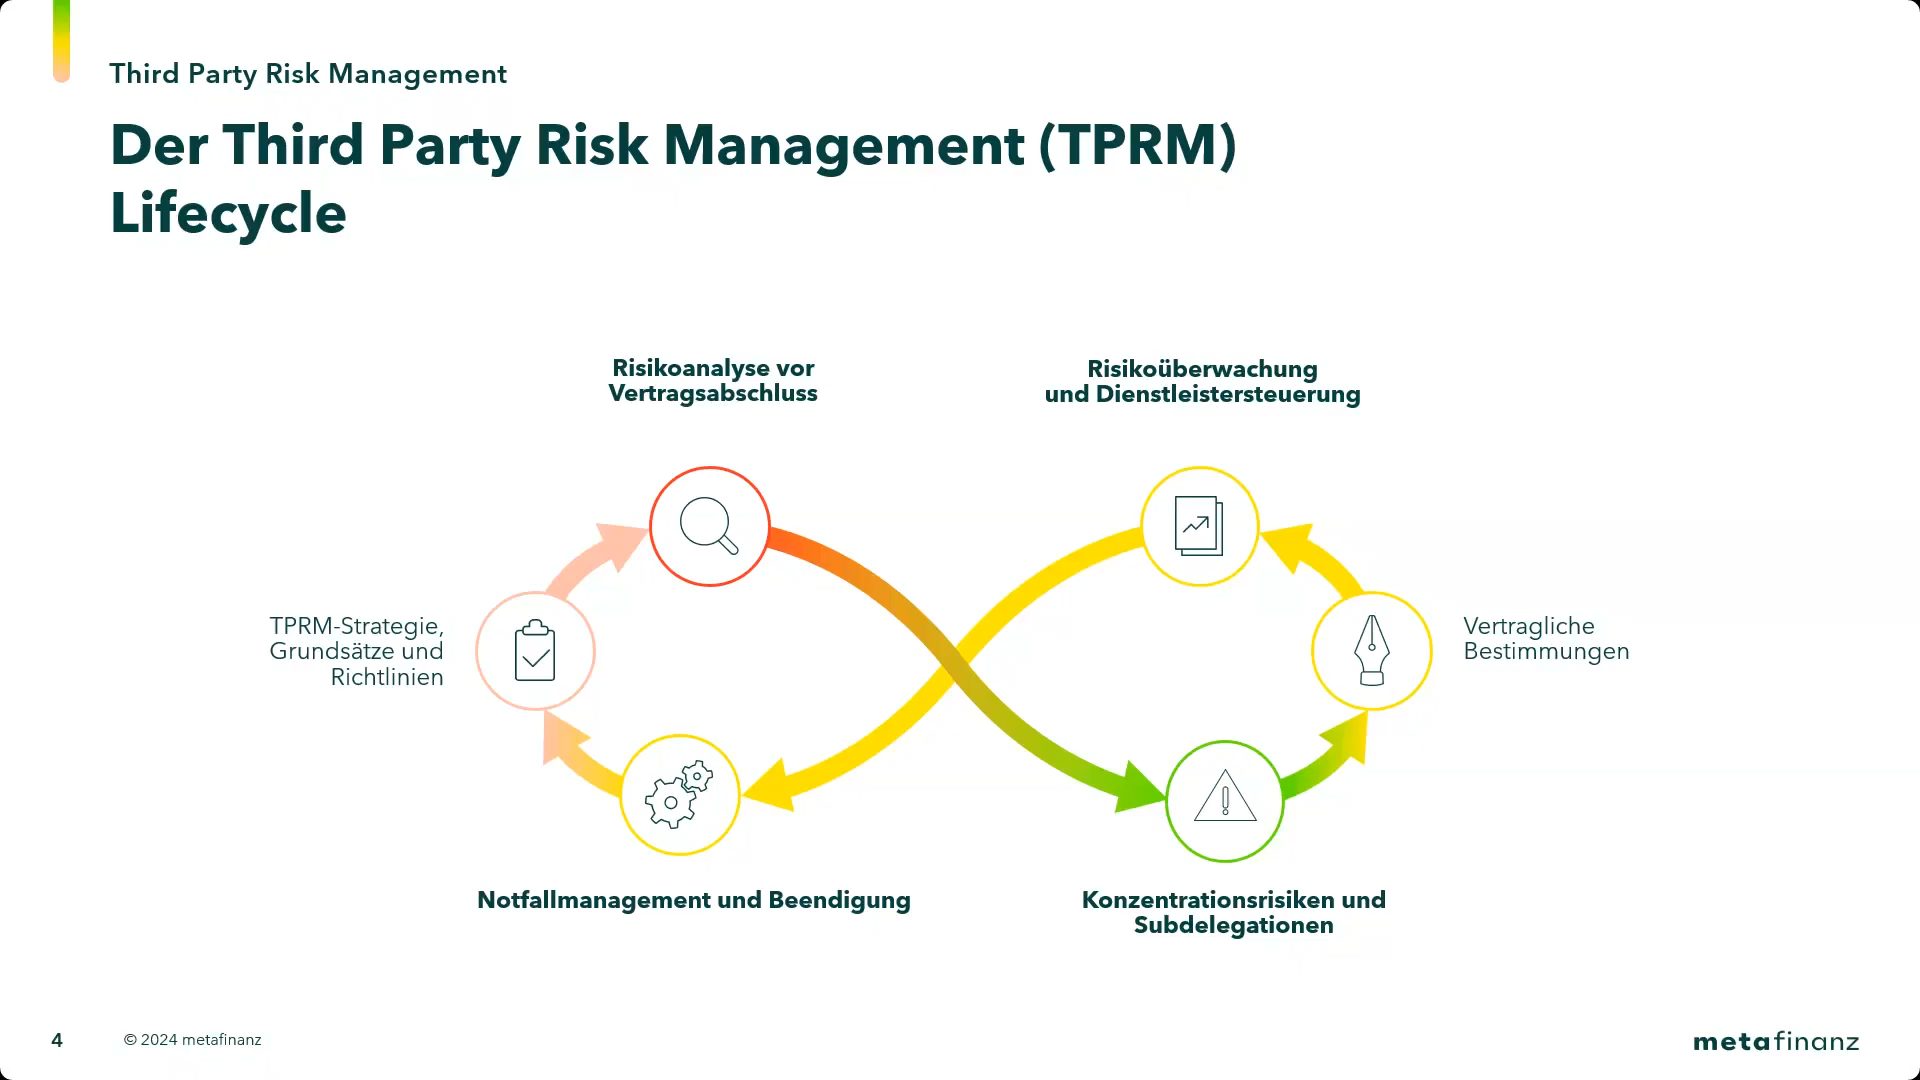 Third Party Risk Management
Der Third Party Risk Management (TPRM)
Lifecycle
Risikoanalyse vor
Vertragsabschluss
Risikoüberwachung
und Dienstleistersteuerung
TPRM-Strategie,
Grundsätze und
Richtlinien
Vertragliche
Bestimmungen
Notfallmanagement und Beendigung
Konzentrationsrisiken und
Subdelegationen
4
© 2024 metafinanz
metafinanz